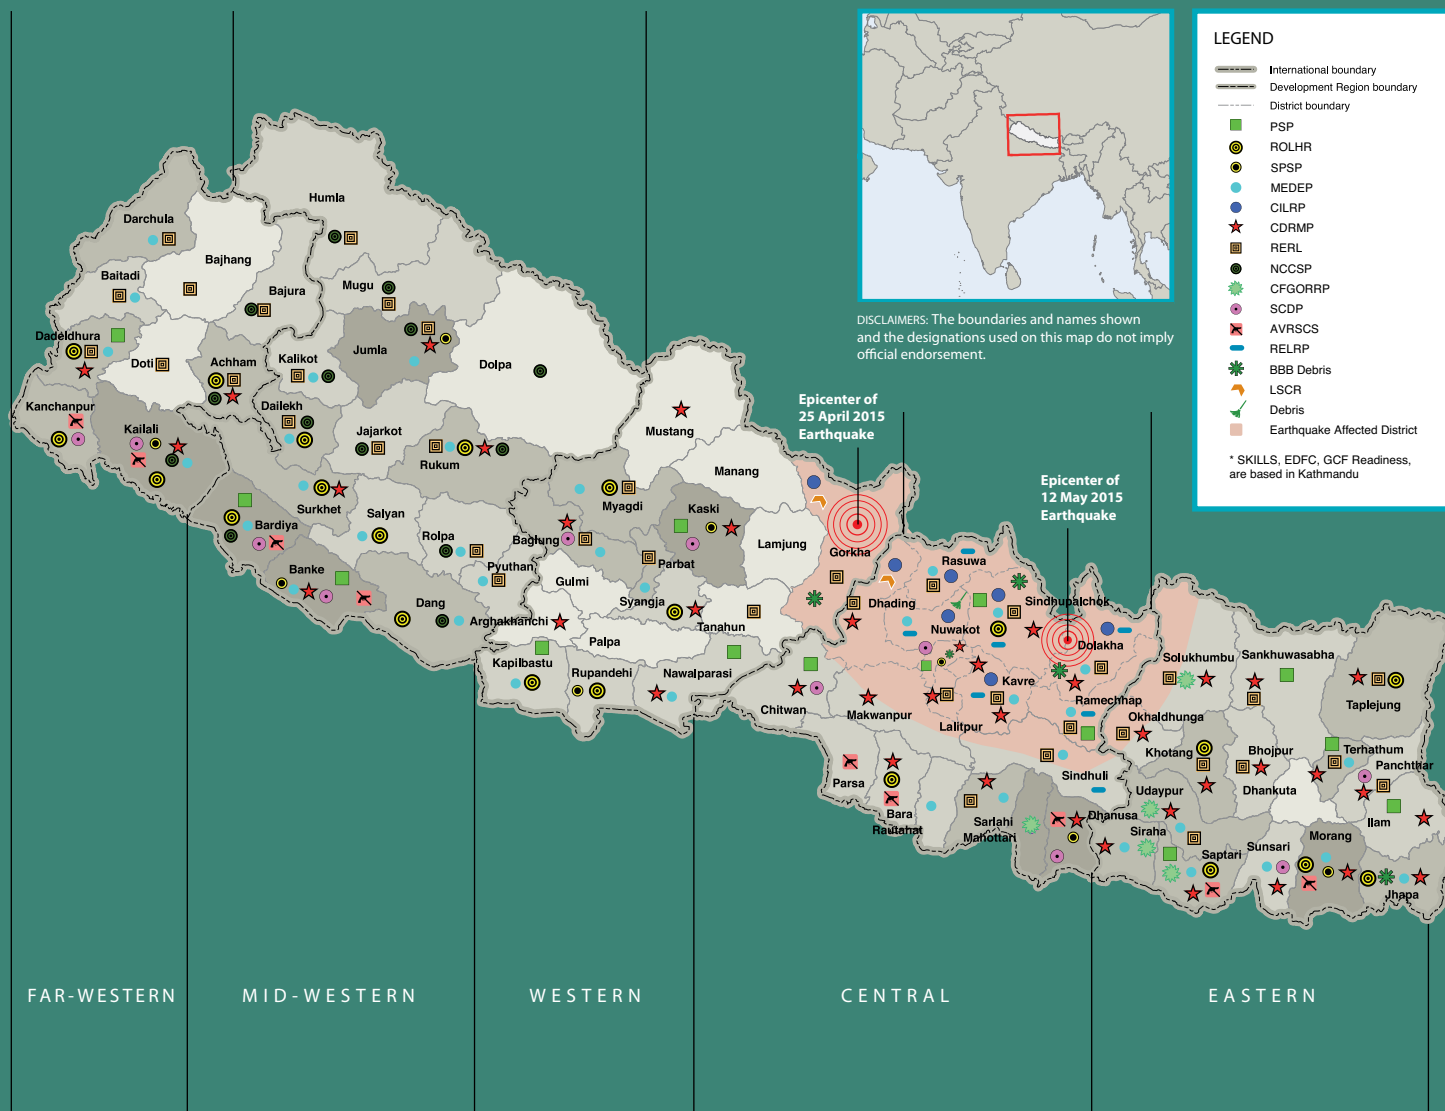 LEGEND
International boundary
Development Region boundary
District boundary
PSP
ROLHR
SPSP
MEDEP
CILRP
CDRMP
RERL
NCCSP
CFGORRP
SCDP
AVRSCS
RELRP
BBB Debris
LSCR
Debris
Earthquake Affected District
* SKILLS, EDFC, GCF Readiness,
are based in Kathmandu
DISCLAIMERS: The boundaries and names shown
and the designations used on this map do not imply
official endorsement.
Epicenter of
25 April 2015
Earthquake
Epicenter of
12 May 2015
Earthquake
Humla
Darchula
Bajhang
Baitadi
Bajura
Mugu
Dadeldhura
Doti
Achham
Kalikot
Jumla
Dolpa
Kanchanpur
Kailali
Dailekh
Jajarkot
Rukum
Mustang
Manang
Surkhet
Salyan
Myagdi
Kaski
Bardiya
Rolpa
Baglung
Lamjung
Gorkha
Banke
Pyuthan
Parbat
Gulmi
Dang
Syangja
Arghakhanchi
Tanahun
Palpa
Kapilbastu
Rupandehi
Nawalparasi
Rasuwa
Dhading
Sindhupalchok
Nuwakot
Dolakha
Kavre
Chitwan
Makwanpur
Lalitpur
Ramechhap
Solukhumbu
Sankhuwasabha
Taplejung
Okhaldhunga
Khotang
Bhojpur
Terhathum
Panchthar
Parsa
Sindhuli
Udaypur
Dhankuta
Bara
Rautahat
Sarlahi
Mahottari
Dhanusa
Siraha
Saptari
Sunsari
Morang
Ilam
Jhapa
FAR-WESTERN
MID-WESTERN
WESTERN
CENTRAL
EASTERN